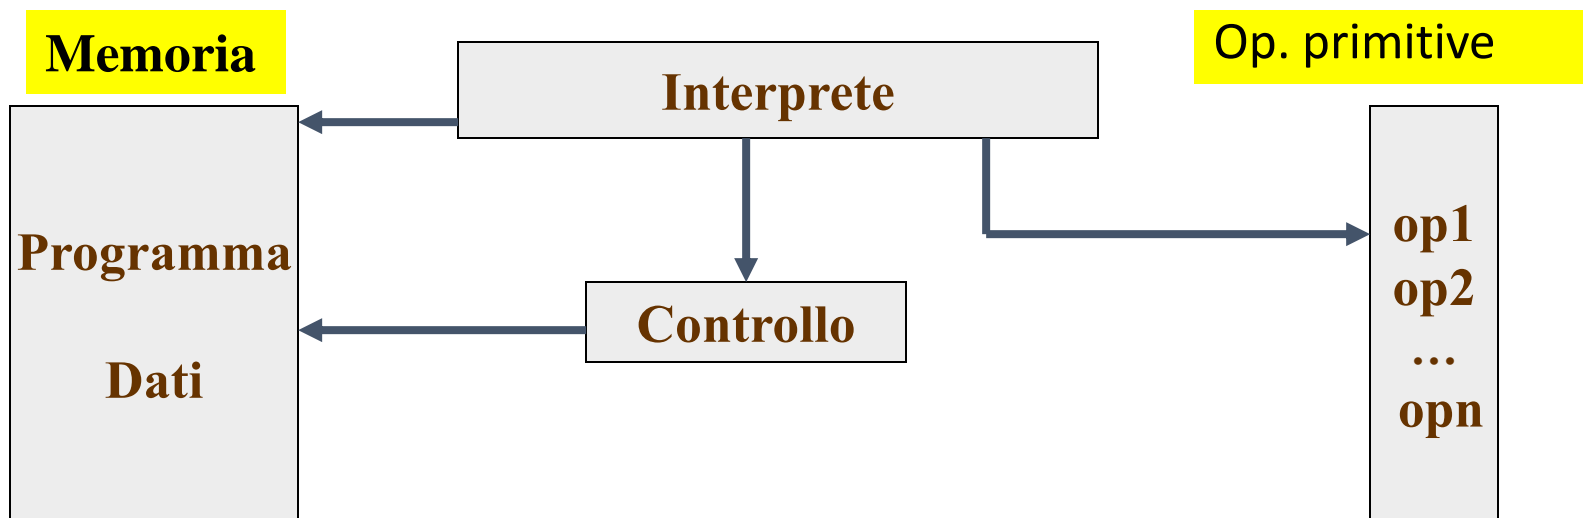 Memoria
Interprete
Op. primitive
Programma
Dati
Controllo
op1
op2
...
opn